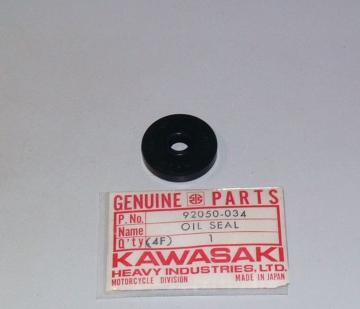 GENUINE PARTS
P. No. 92050-034
Name OIL SEAL
Q'ty (4F) 1
KAWASAKI
HEAVY INDUSTRIES, LTD.
MOTORCYCLE DIVISION MADE IN JAPAN